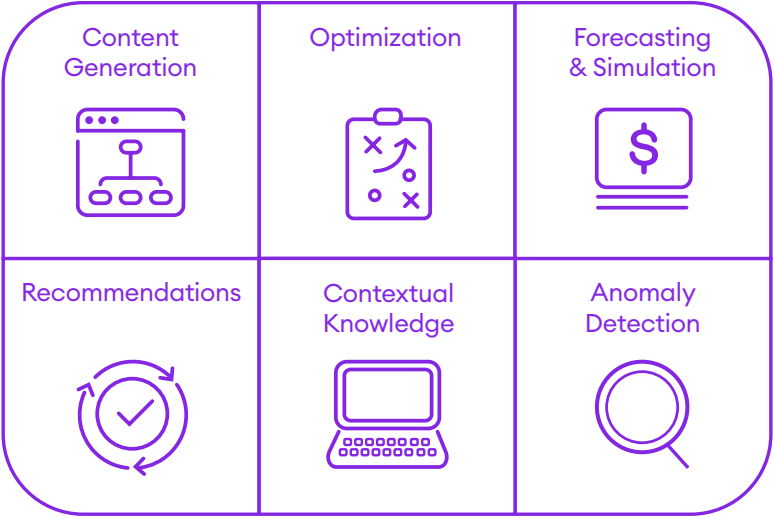 Content
Generation
Optimization
Forecasting
& Simulation
$
Recommendations
Contextual
Knowledge
Anomaly
Detection